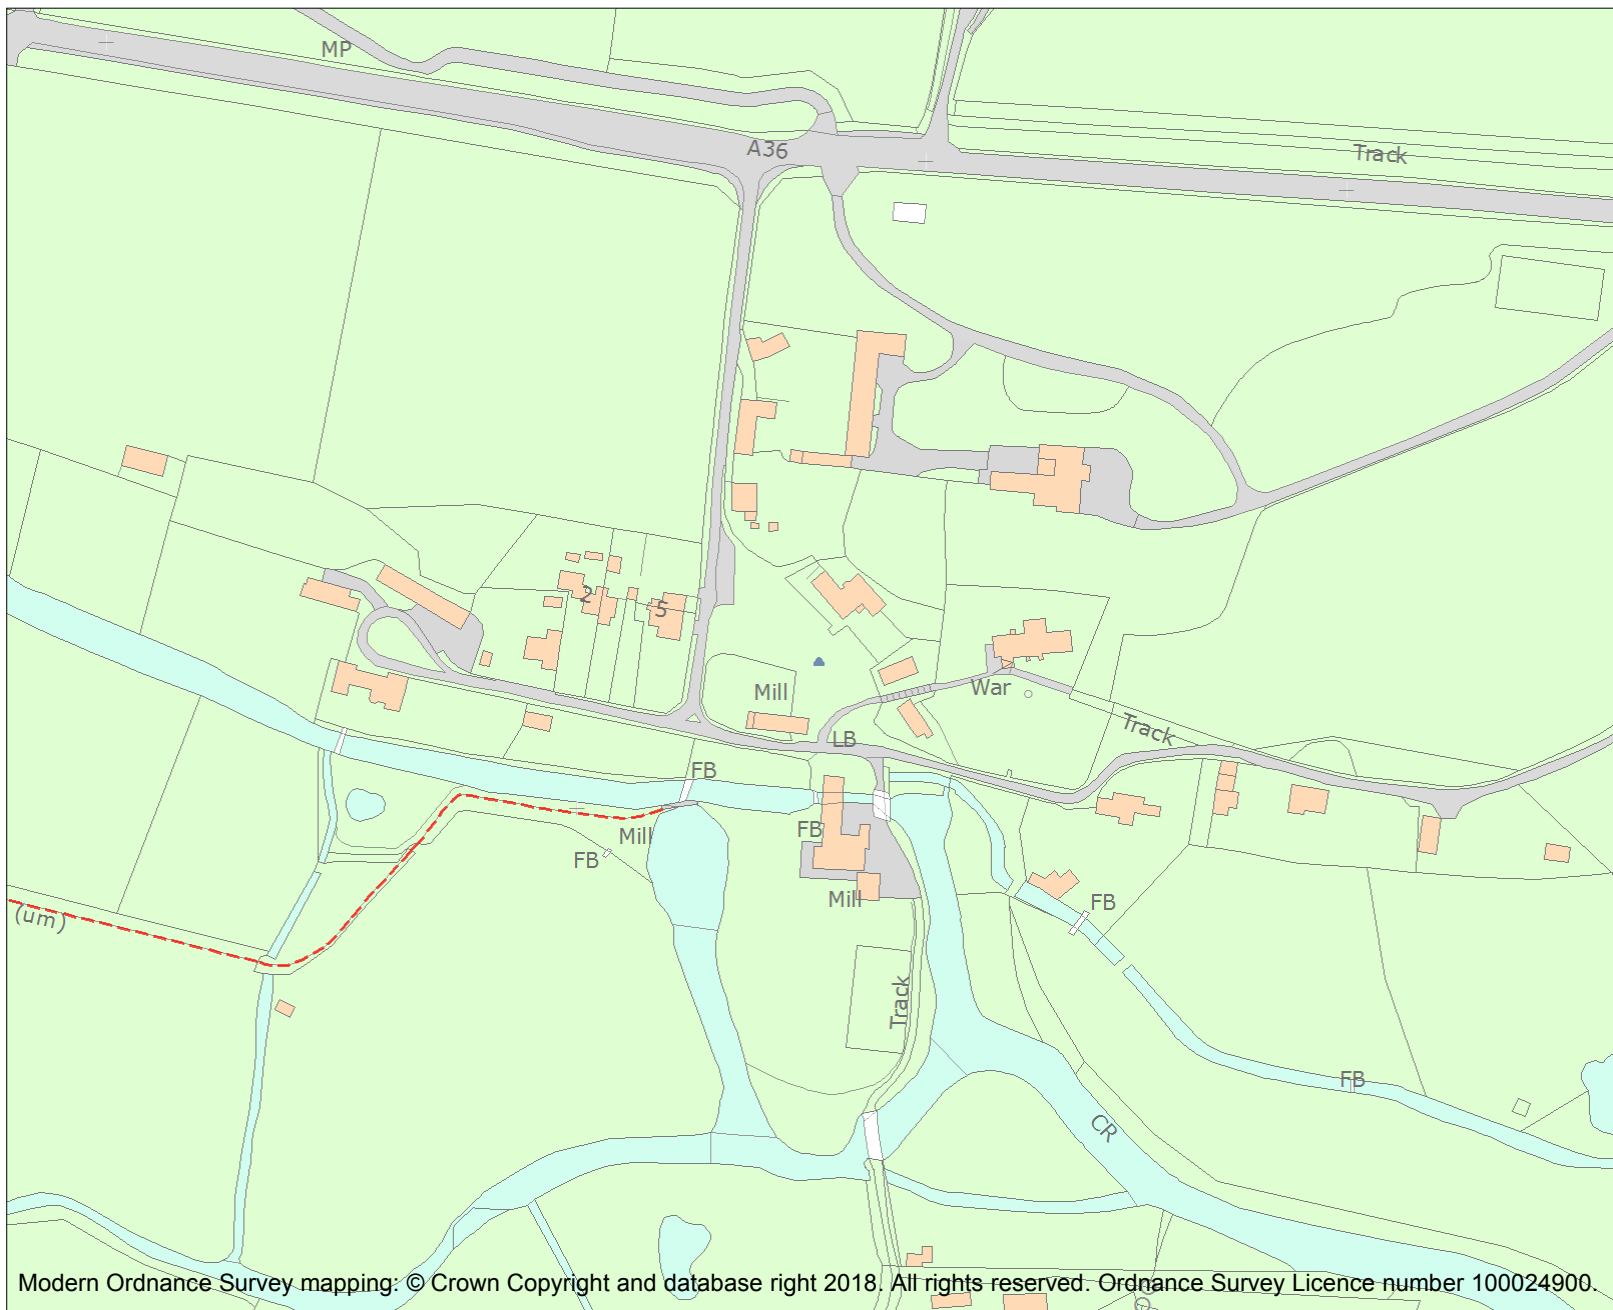 MP
A36
Track
2
5
Mill
War
Track
LB
FB
Mill
FB
FB
Mill
FB
(um)
Track
FB
CR
Modern Ordnance Survey mapping: © Crown Copyright and database right 2018. All rights reserved. Ordnance Survey Licence number 100024900.